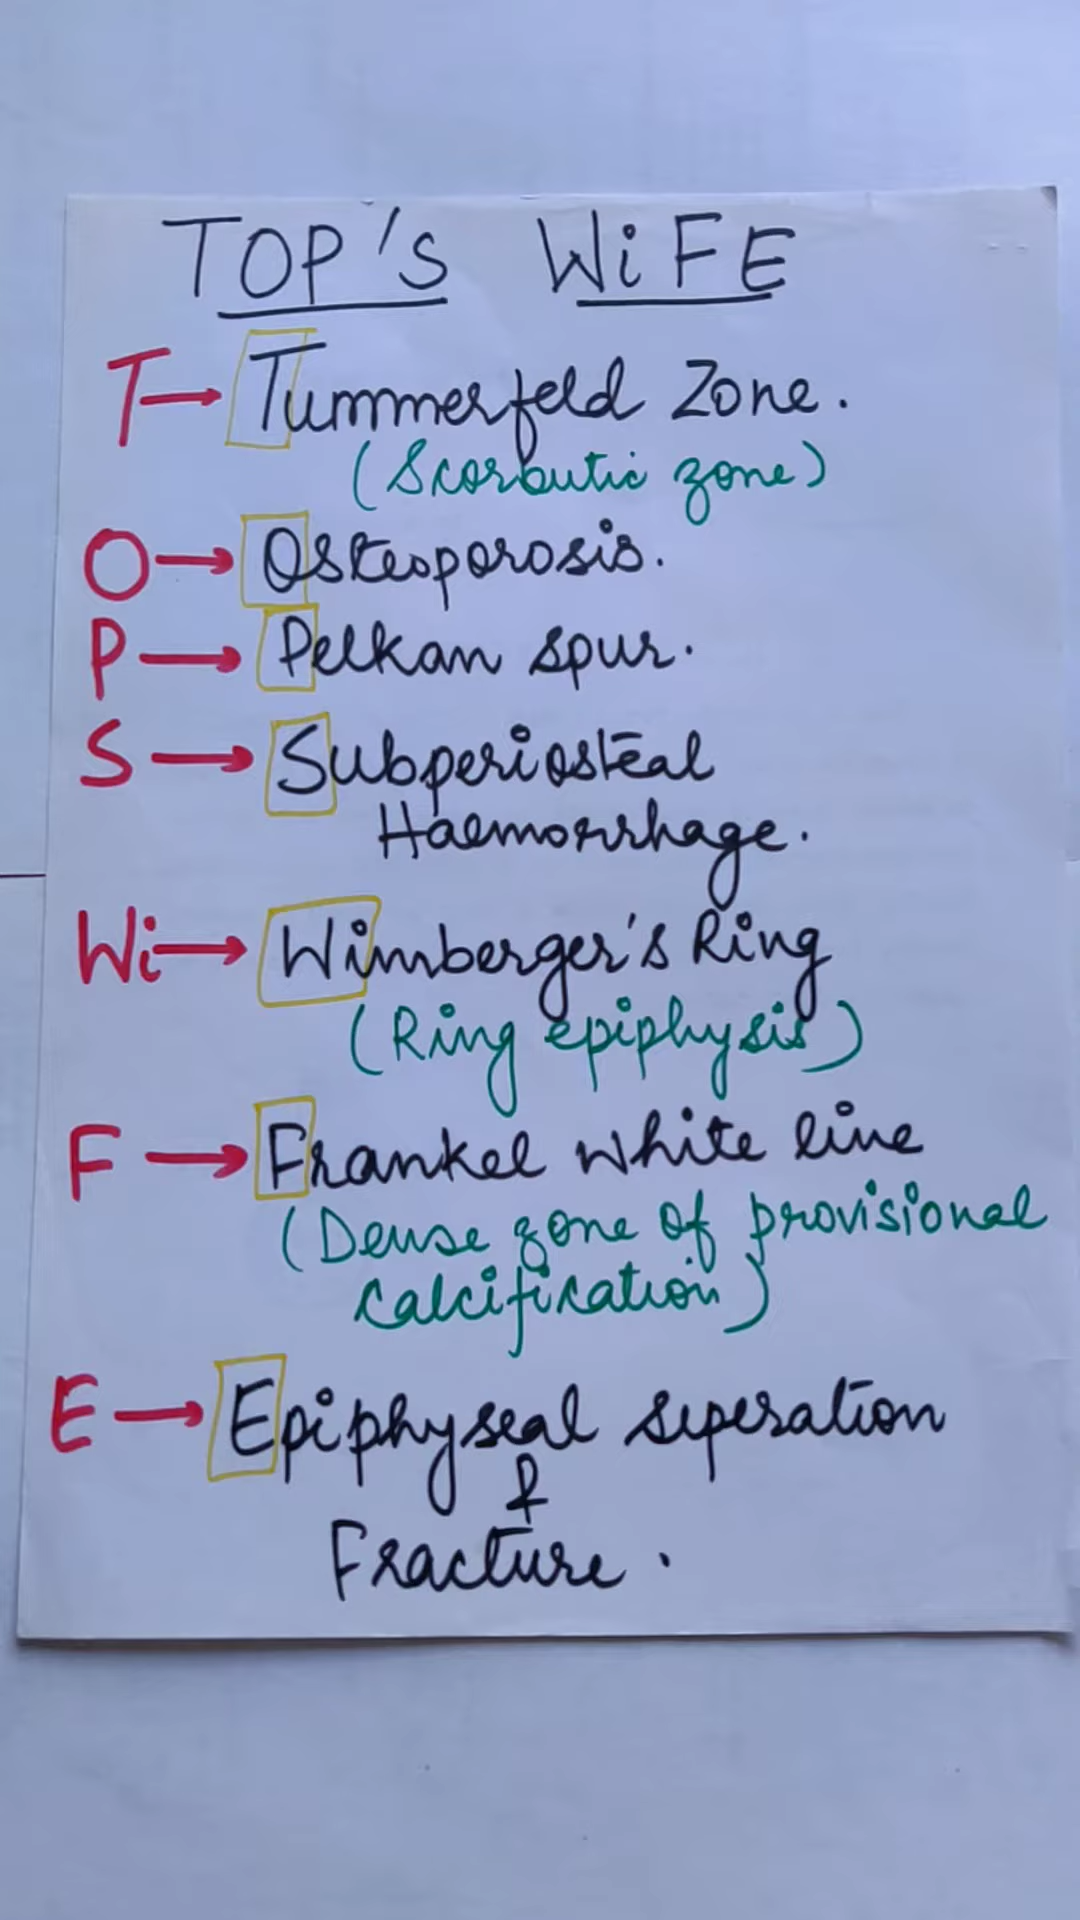 TOP's WiFE
T→ Tummerfeld Zone.
(Scorbutic zone)
O→ Osteoporosis.
P→ Pelkan spur.
S→ Subperiosteal
Haemorrhage.
Wi→ Wimberger's Ring
(Ring epiphysis)
F→ Frankel white line
(Dense zone of provisional
calcification)
E→ Epiphyseal seperation
&
Fracture.